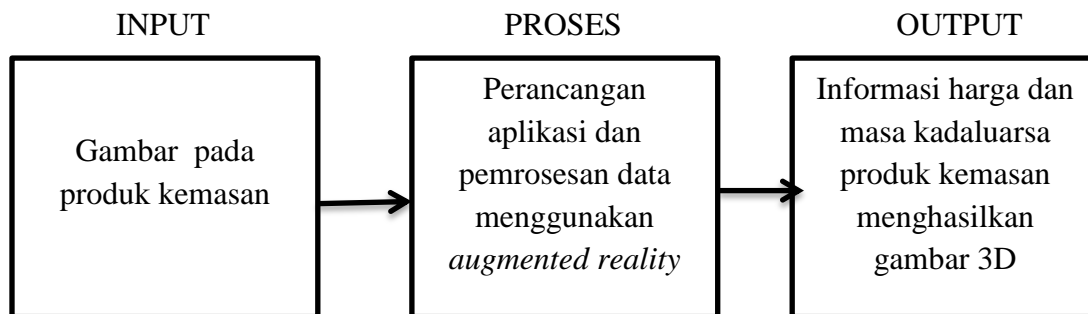 INPUT
Gambar pada
produk kemasan
PROSES
Perancangan
aplikasi dan
pemrosesan data
menggunakan
augmented reality
OUTPUT
Informasi harga dan
masa kadaluarsa
produk kemasan
menghasilkan
gambar 3D